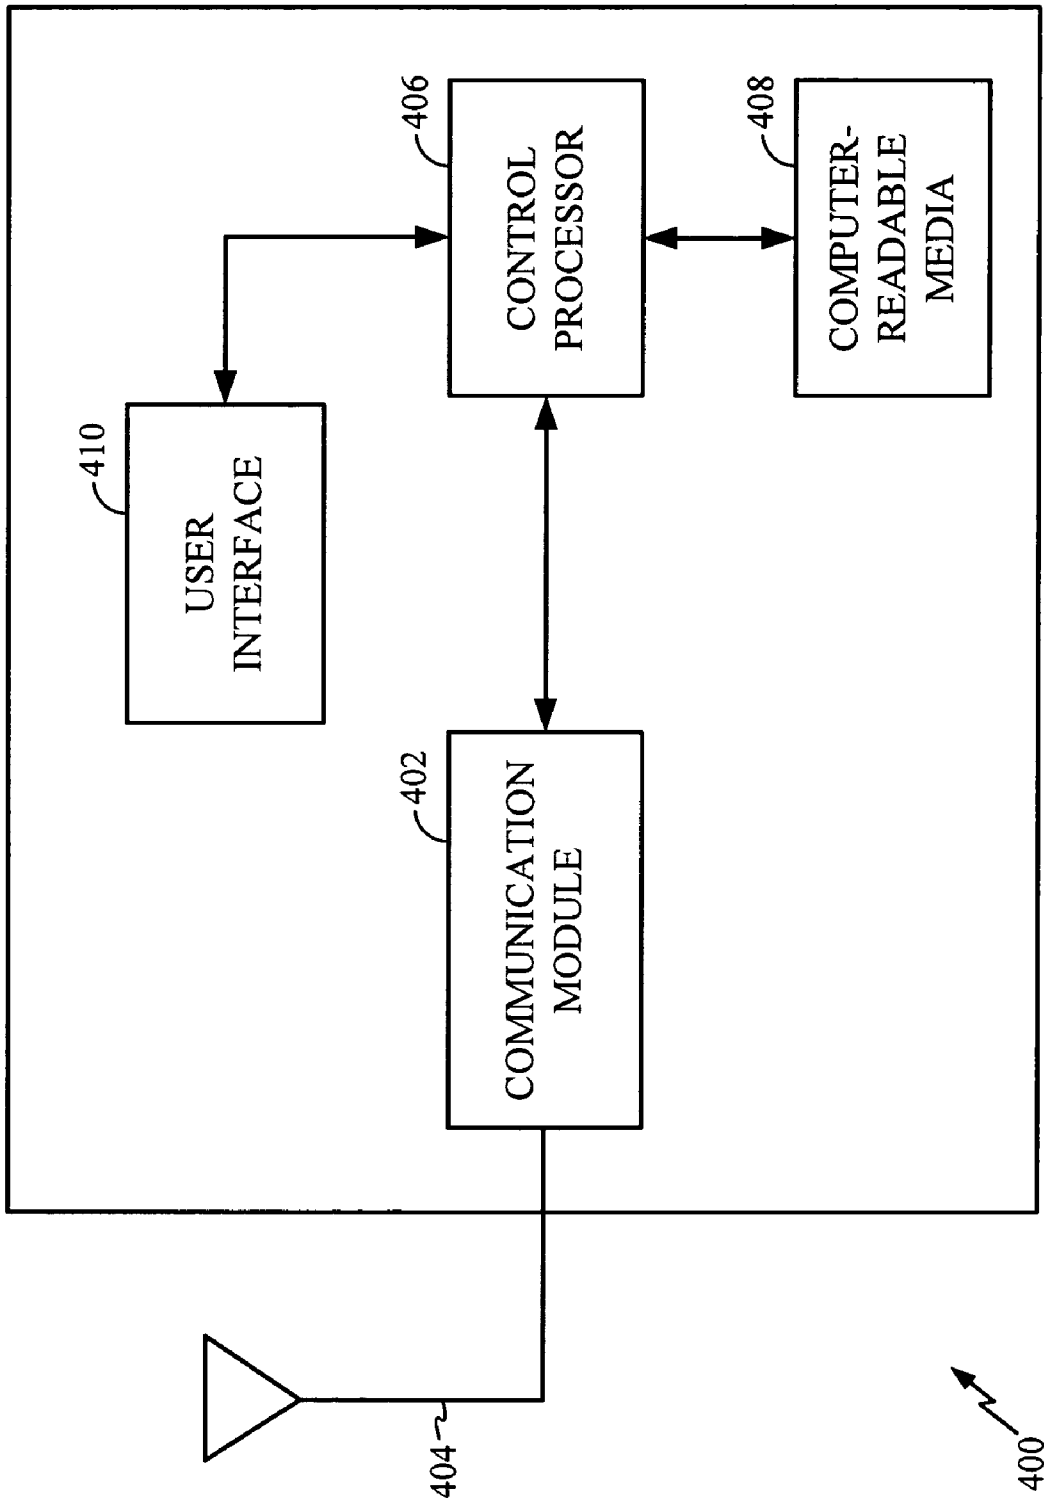 410
USER
INTERFACE
404
402
COMMUNICATION
MODULE
406
CONTROL
PROCESSOR
408
COMPUTER-
READABLE
MEDIA
400